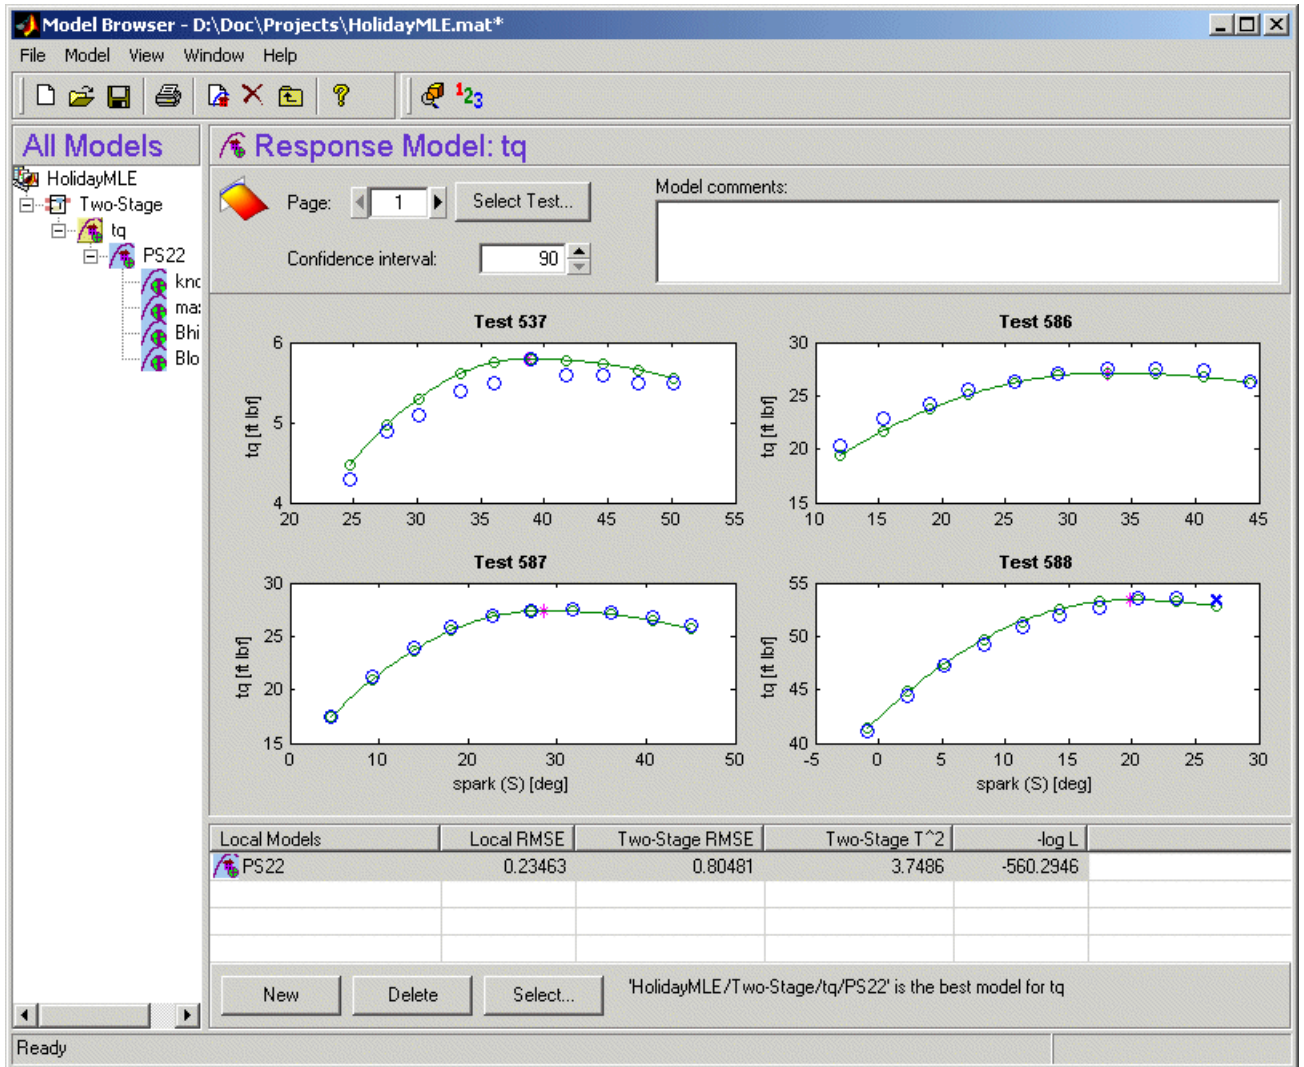 Model Browser - D:\Doc\Projects\HolidayMLE.mat*
File Model View Window Help
1 2 3
All Models
Response Model: tq
HolidayMLE
Two-Stage
tq
PS22
knc
ma:
Bhi
Blo
Page: 1 Select Test...
Model comments:
Confidence interval: 90
Test 537
6
5
4
tq [ft lbf]
20 25 30 35 40 45 50 55
Test 586
30
25
20
15
tq [ft lbf]
10 15 20 25 30 35 40 45
Test 587
30
25
20
15
tq [ft lbf]
0 10 20 30 40 50
spark (S) [deg]
Test 588
55
50
45
40
tq [ft lbf]
-5 0 5 10 15 20 25 30
spark (S) [deg]
Local Models Local RMSE Two-Stage RMSE Two-Stage T^2 -log L
PS22 0.23463 0.80481 3.7486 -560.2946
New Delete Select... 'HolidayMLE/Two-Stage/tq/PS22' is the best model for tq
Ready